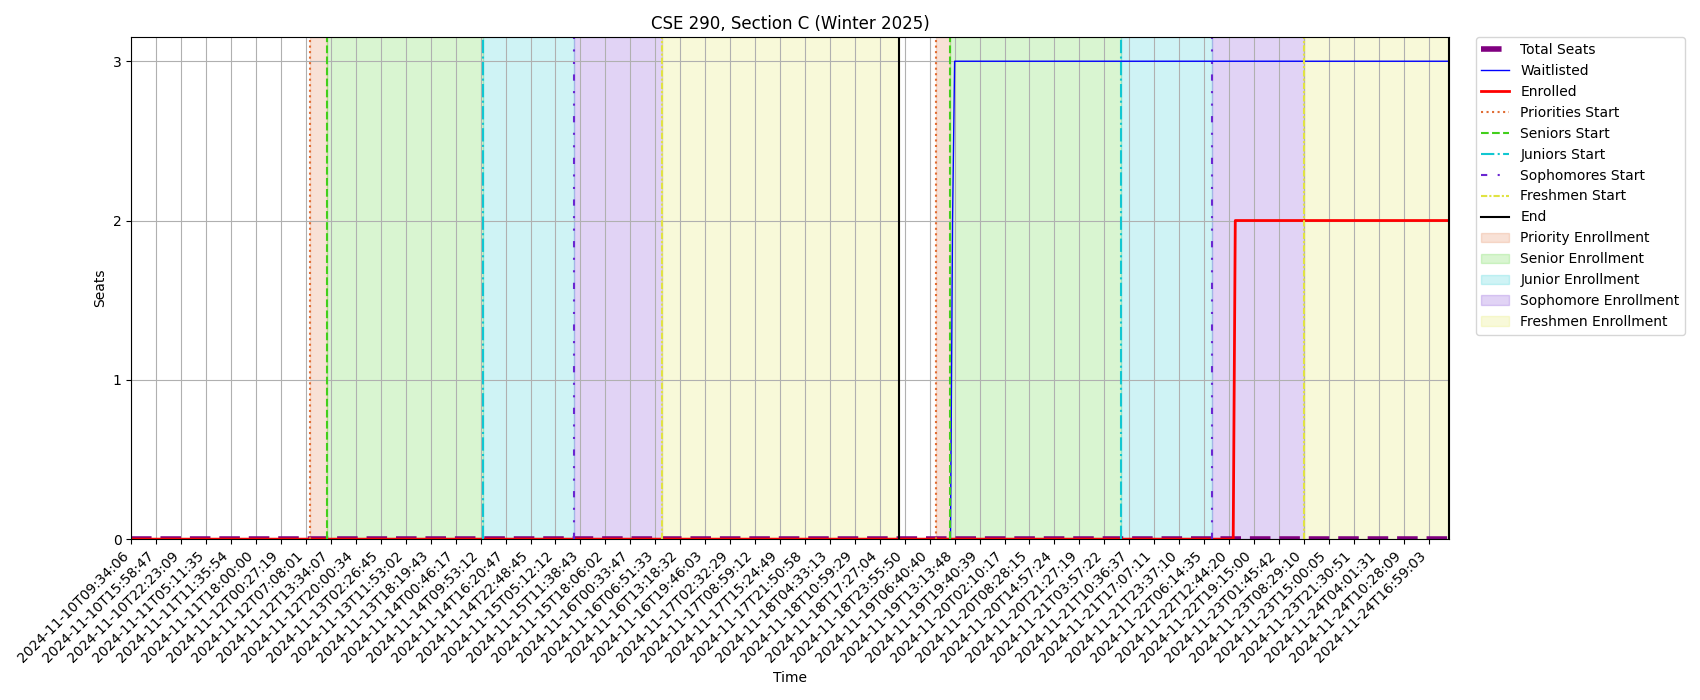 CSE 290, Section C (Winter 2025)
Seats
3
2
1
0
2024-11-10T09:34:06
2024-11-10T15:58:47
2024-11-10T22:23:09
2024-11-11T05:11:35
2024-11-11T11:35:54
2024-11-11T18:00:00
2024-11-12T00:27:19
2024-11-12T07:08:01
2024-11-12T13:34:07
2024-11-12T20:00:34
2024-11-13T02:26:45
2024-11-13T11:53:02
2024-11-13T18:19:43
2024-11-14T00:46:17
2024-11-14T09:53:12
2024-11-14T16:20:47
2024-11-14T22:48:45
2024-11-15T05:12:12
2024-11-15T11:38:43
2024-11-15T18:06:02
2024-11-16T00:33:47
2024-11-16T06:51:33
2024-11-16T13:18:32
2024-11-16T19:46:03
2024-11-17T02:32:29
2024-11-17T08:59:12
2024-11-17T15:24:49
2024-11-17T21:50:58
2024-11-18T04:33:13
2024-11-18T10:59:29
2024-11-18T17:27:04
2024-11-18T23:55:50
2024-11-19T06:40:40
2024-11-19T13:13:48
2024-11-19T19:40:39
2024-11-20T02:10:17
2024-11-20T08:28:15
2024-11-20T14:57:24
2024-11-20T21:27:19
2024-11-21T03:57:22
2024-11-21T10:36:37
2024-11-21T17:07:11
2024-11-21T23:37:10
2024-11-22T06:14:35
2024-11-22T12:44:20
2024-11-22T19:15:00
2024-11-23T01:45:42
2024-11-23T08:29:10
2024-11-23T15:00:05
2024-11-23T21:30:51
2024-11-24T04:01:31
2024-11-24T10:28:09
2024-11-24T16:59:03
Time
Total Seats
Waitlisted
Enrolled
Priorities Start
Seniors Start
Juniors Start
Sophomores Start
Freshmen Start
End
Priority Enrollment
Senior Enrollment
Junior Enrollment
Sophomore Enrollment
Freshmen Enrollment